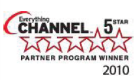 Everything
CHANNEL 5 STAR
PARTNER PROGRAM WINNER
2010